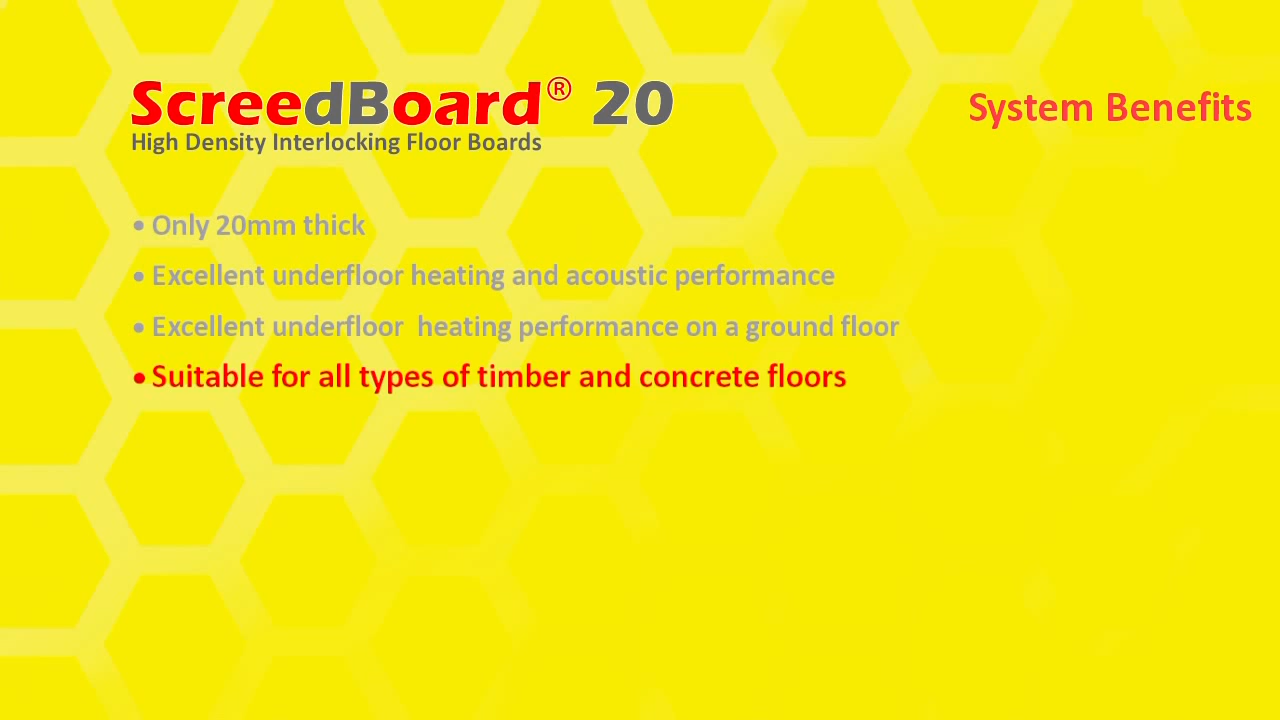 ScreedBoard® 20
High Density Interlocking Floor Boards
System Benefits
• Only 20mm thick
• Excellent underfloor heating and acoustic performance
• Excellent underfloor  heating performance on a ground floor
• Suitable for all types of timber and concrete floors